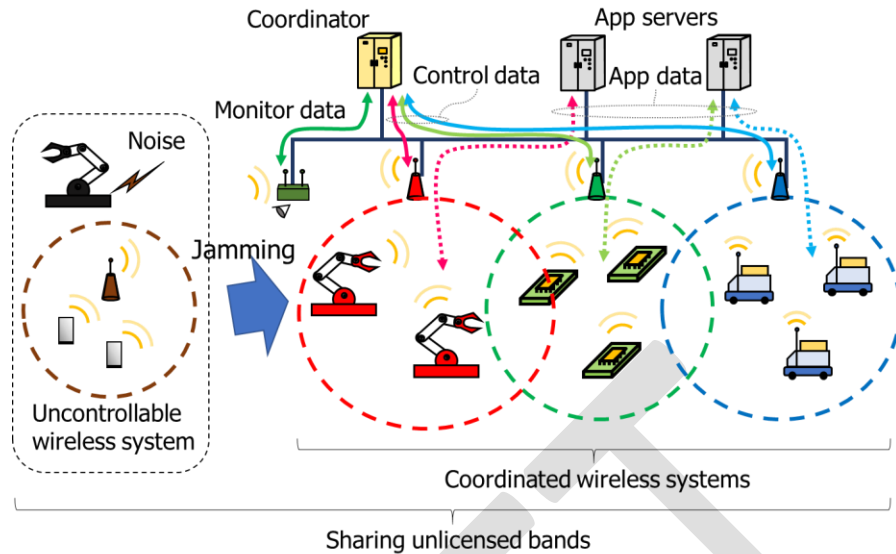 Coordinator
App servers
Control data
App data
Monitor data
Noise
Jamming
Uncontrollable
wireless system
Coordinated wireless systems
Sharing unlicensed bands